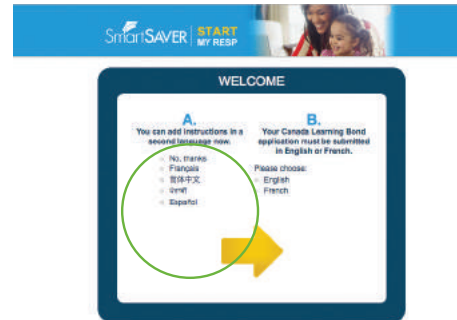 SmartSAVER START MY RESP
WELCOME
A.
You can add instructions in a
second language now.
No, thanks
Français
简体中文
ਪੰਜਾਬੀ
Español
B.
Your Canada Learning Bond
application must be submitted
in English or French.
Please choose:
English
French